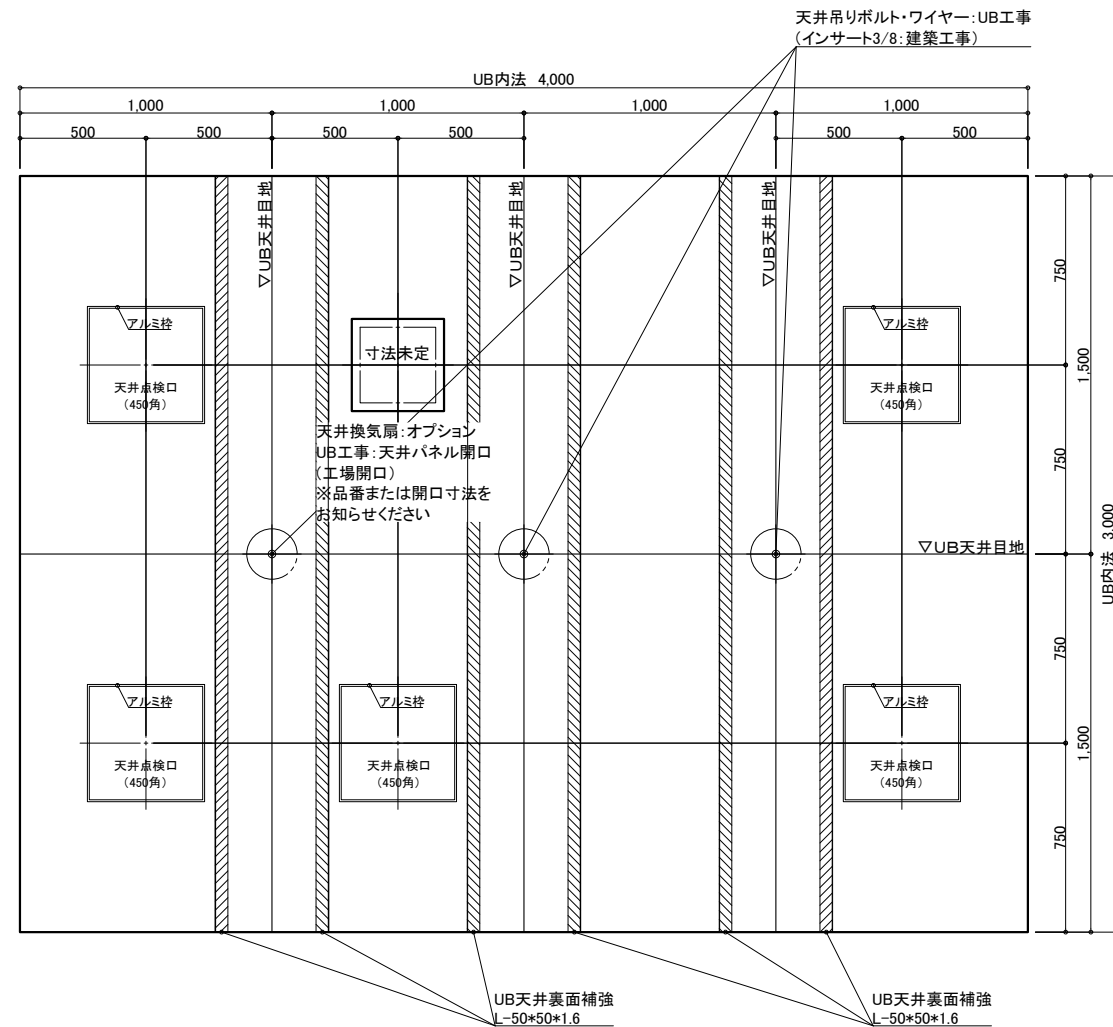 天井吊りボルト・ワイヤー:UB工事
(インサート3/8:建築工事)
UB内法 4,000
1,000
1,000
1,000
1,000
500
500
500
500
500
500
▽UB天井目地
▽UB天井目地
▽UB天井目地
アルミ枠
天井点検口
(450角)
寸法未定
アルミ枠
天井点検口
(450角)
天井換気扇:オプション
UB工事:天井パネル開口
(工場開口)
※品番または開口寸法を
お知らせください
▽UB天井目地
750
750
1,500
UB内法 3,000
750
750
1,500
アルミ枠
天井点検口
(450角)
アルミ枠
天井点検口
(450角)
アルミ枠
天井点検口
(450角)
UB天井裏面補強
L-50*50*1.6
UB天井裏面補強
L-50*50*1.6